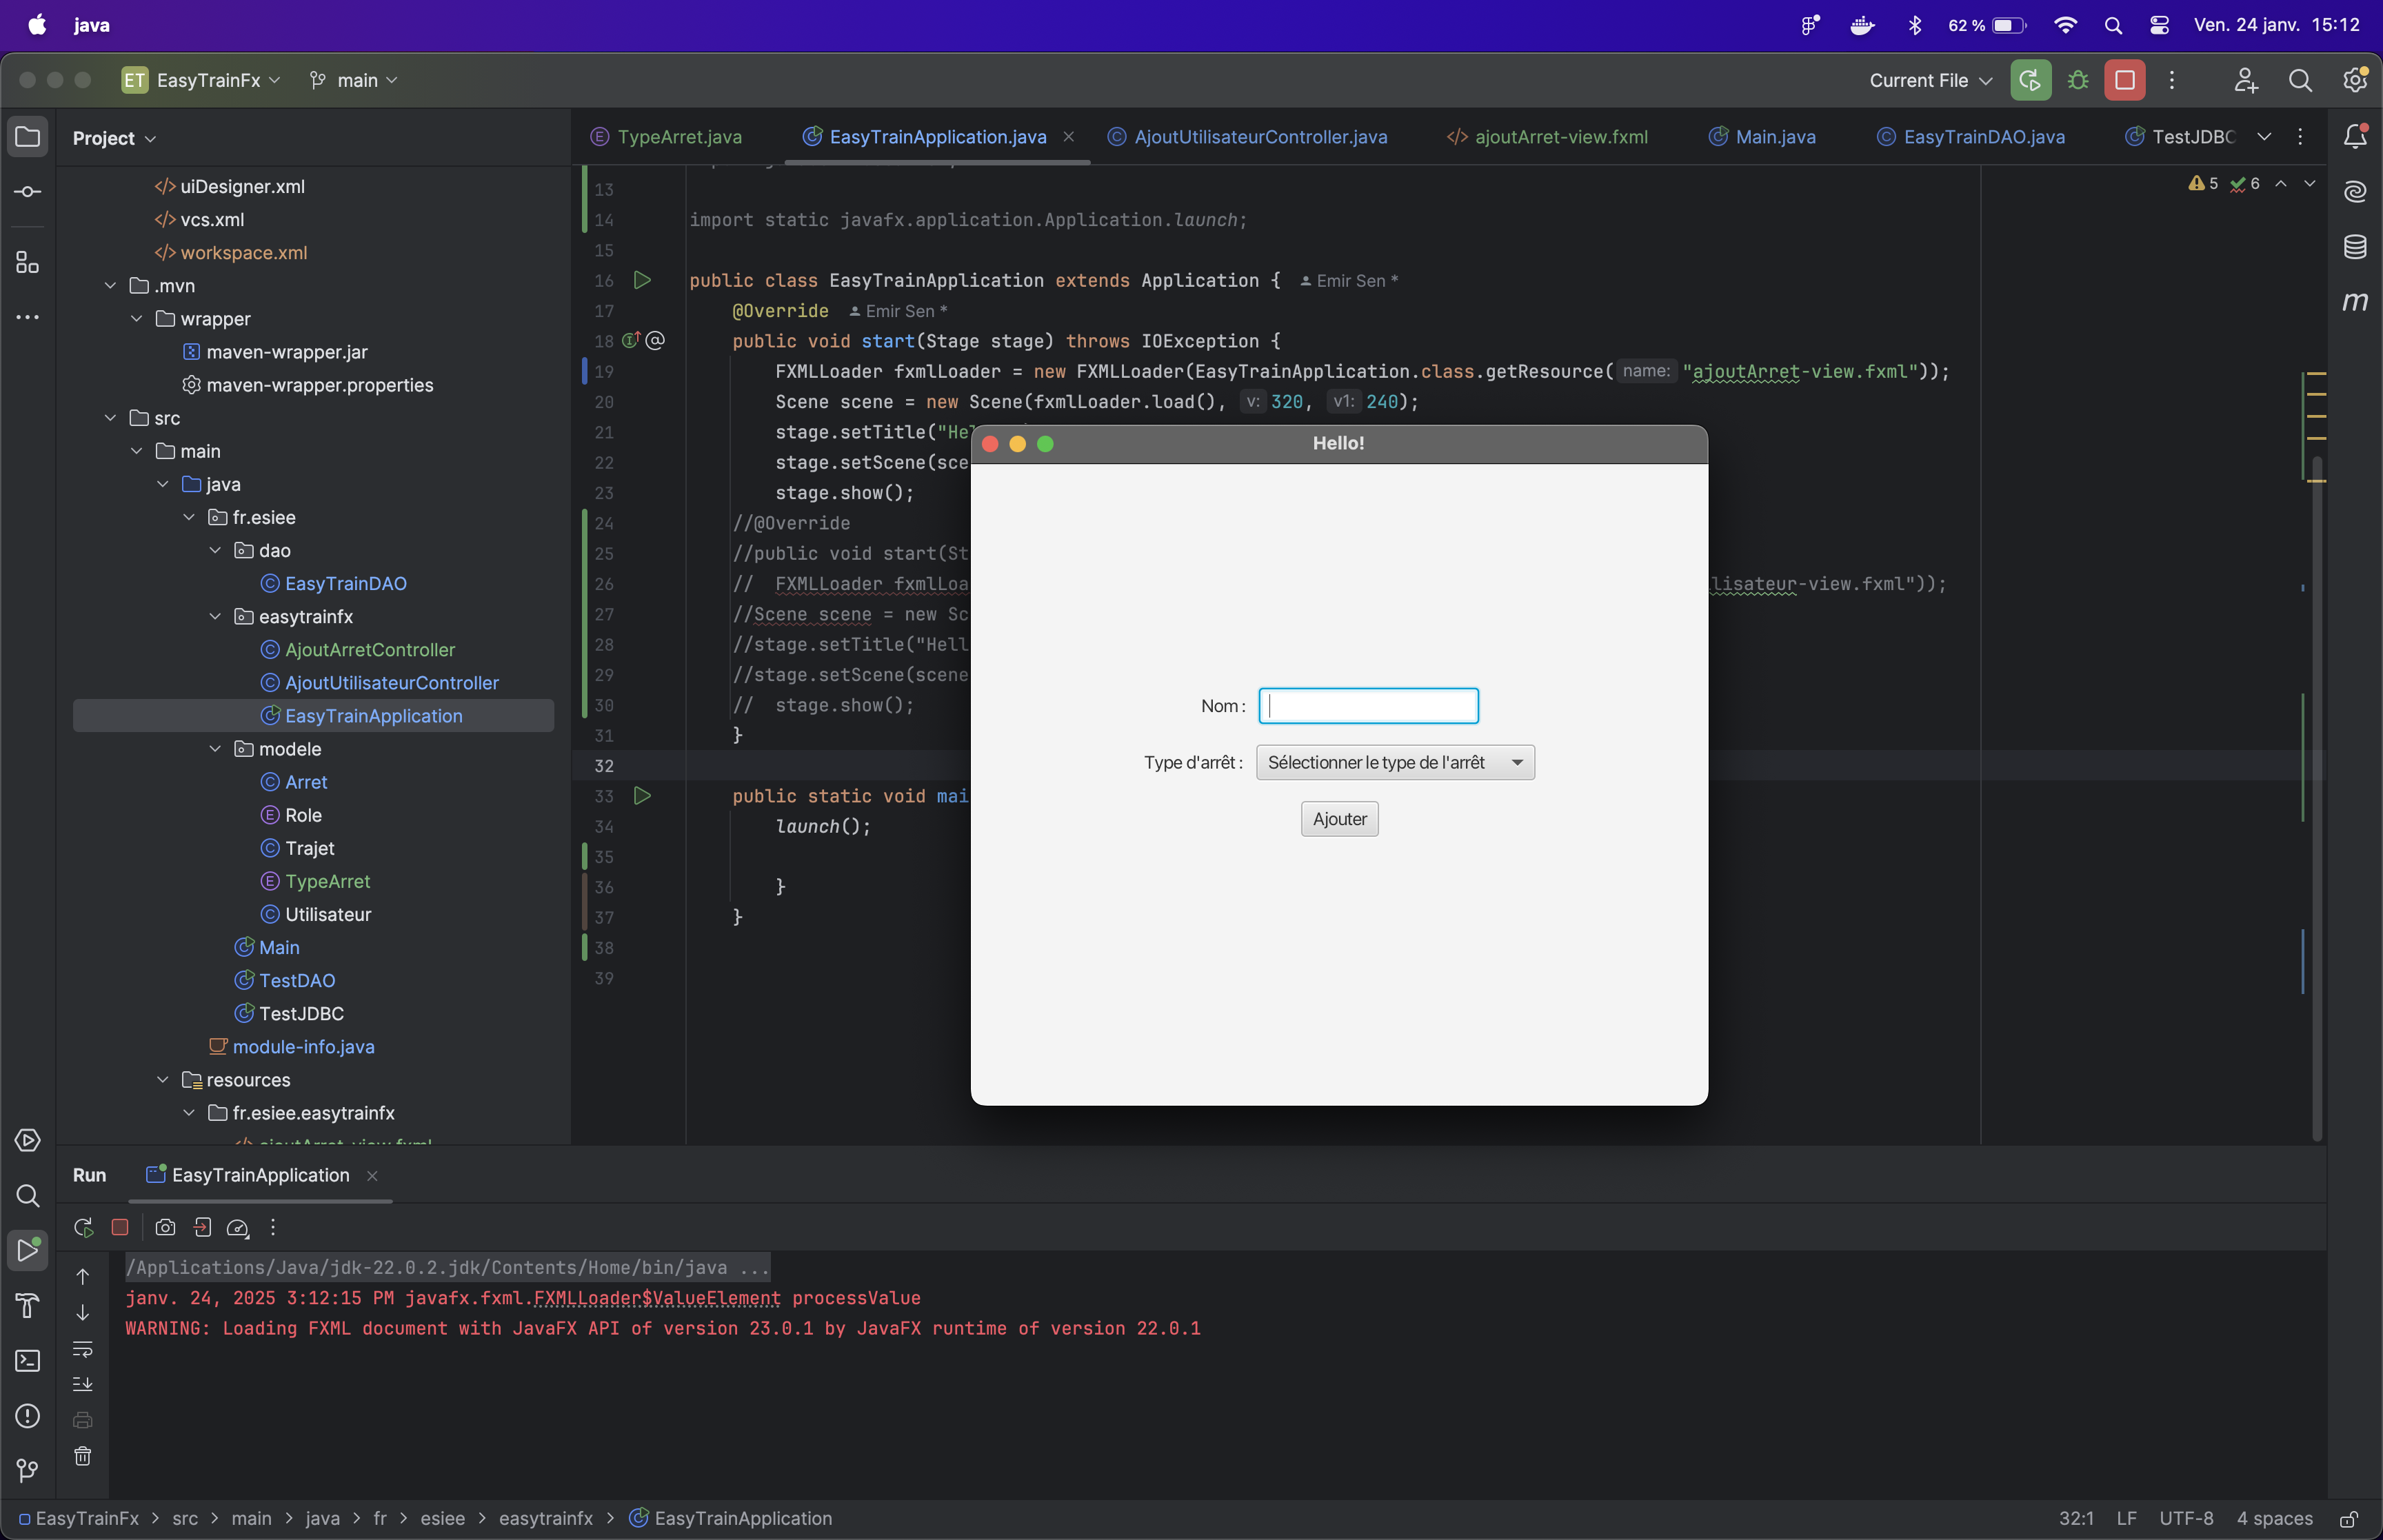 java
62 %
Ven. 24 janv. 15:12
ET EasyTrainFx
main
Current File
Project
TypeArret.java
EasyTrainApplication.java
AjoutUtilisateurController.java
</> ajoutArret-view.fxml
Main.java
EasyTrainDAO.java
TestJDBC
5 6
</> uiDesigner.xml
</> vcs.xml
</> workspace.xml
.mvn
wrapper
maven-wrapper.jar
maven-wrapper.properties
src
main
java
fr.esiee
dao
EasyTrainDAO
easytrainfx
AjoutArretController
AjoutUtilisateurController
EasyTrainApplication
modele
Arret
Role
Trajet
TypeArret
Utilisateur
Main
TestDAO
TestJDBC
module-info.java
resources
fr.esiee.easytrainfx
13
14 import static javafx.application.Application.launch;
15
16 public class EasyTrainApplication extends Application { Emir Sen *
17 @Override Emir Sen *
18 public void start(Stage stage) throws IOException {
19 FXMLLoader fxmlLoader = new FXMLLoader(EasyTrainApplication.class.getResource( name: "ajoutArret-view.fxml"));
20 Scene scene = new Scene(fxmlLoader.load(), v: 320, v1: 240);
21 stage.setTitle("He
22 stage.setScene(sce
23 stage.show();
24 //@Override
25 //public void start(St
26 // FXMLLoader fxmlLoa lisateur-view.fxml"));
27 //Scene scene = new Sc
28 //stage.setTitle("Hell
29 //stage.setScene(scene
30 // stage.show();
31 }
32
33 public static void mai
34 launch();
35
36 }
37 }
38
39
Hello!
Nom :
Type d'arrêt : Sélectionner le type de l'arrêt
Ajouter
Run
EasyTrainApplication
/Applications/Java/jdk-22.0.2.jdk/Contents/Home/bin/java ...
janv. 24, 2025 3:12:15 PM javafx.fxml.FXMLLoader$ValueElement processValue
WARNING: Loading FXML document with JavaFX API of version 23.0.1 by JavaFX runtime of version 22.0.1
EasyTrainFx > src > main > java > fr > esiee > easytrainfx > EasyTrainApplication
32:1 LF UTF-8 4 spaces